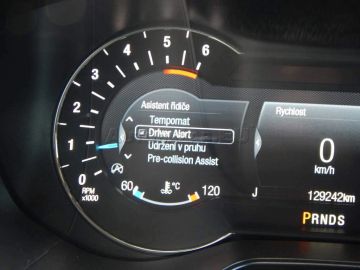 1
2
3
4
5
6
0
RPM
x1000
Asistent řidiče
Tempomat
Driver Alert
Udržení v pruhu
Pre-collision Assist
60
°C
120
Rychlost
0
km/h
J
129242km
PRNDS